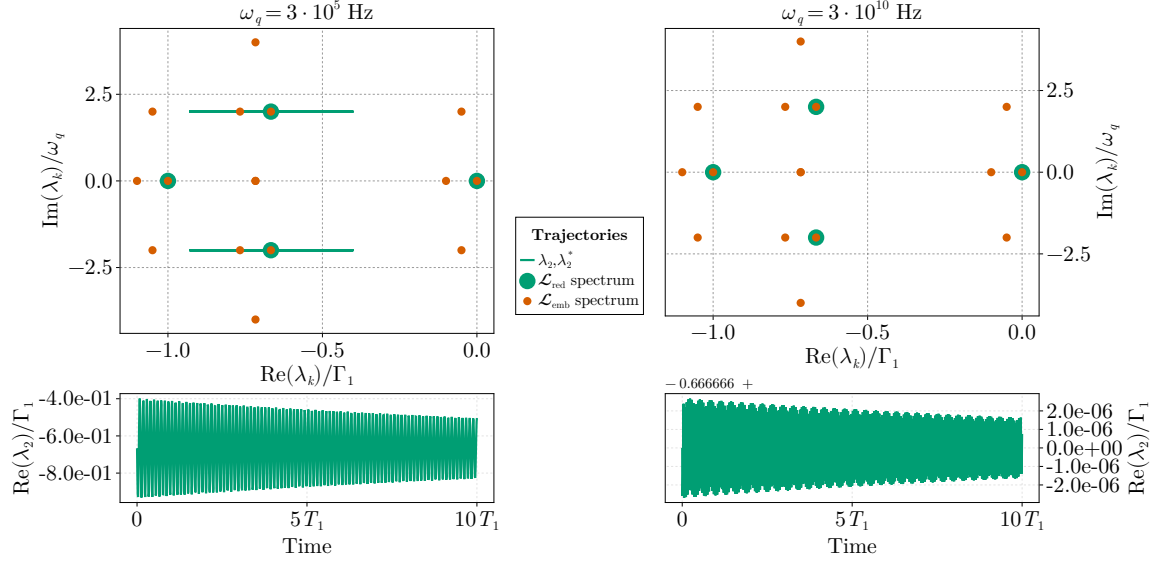 ω_q = 3 · 10^5 Hz
Im(λ_k)/ω_q
2.5
0.0
−2.5
−1.0
−0.5
0.0
Re(λ_k)/Γ_1
ω_q = 3 · 10^10 Hz
2.5
0.0
−2.5
Im(λ_k)/ω_q
−1.0
−0.5
0.0
Re(λ_k)/Γ_1
Trajectories
λ_2, λ_2^*
𝓛_red spectrum
𝓛_emb spectrum
Re(λ_2)/Γ_1
-4.0e-01
-6.0e-01
-8.0e-01
0
5 T_1
10 T_1
Time
− 0.666666 +
2.0e-06
1.0e-06
0.0e+00
-1.0e-06
-2.0e-06
Re(λ_2)/Γ_1
0
5 T_1
10 T_1
Time